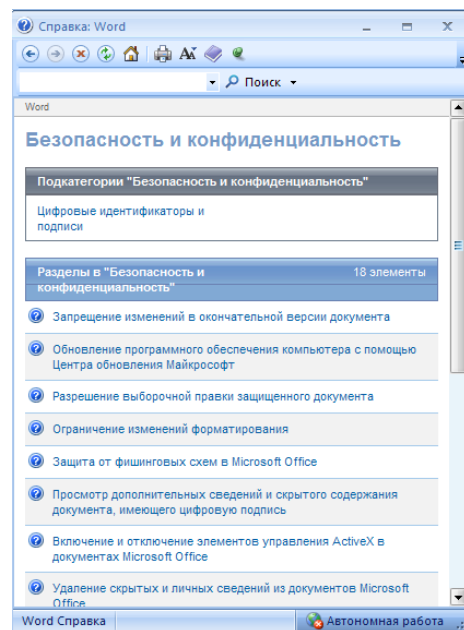 Справка: Word
Поиск
Word
Безопасность и конфиденциальность
Подкатегории "Безопасность и конфиденциальность"
Цифровые идентификаторы и
подписи
Разделы в "Безопасность и
конфиденциальность"
18 элементы
Запрещение изменений в окончательной версии документа
Обновление программного обеспечения компьютера с помощью
Центра обновления Майкрософт
Разрешение выборочной правки защищенного документа
Ограничение изменений форматирования
Защита от фишинговых схем в Microsoft Office
Просмотр дополнительных сведений и скрытого содержания
документа, имеющего цифровую подпись
Включение и отключение элементов управления ActiveX в
документах Microsoft Office
Удаление скрытых и личных сведений из документов Microsoft
Office
Word Справка
Автономная работа